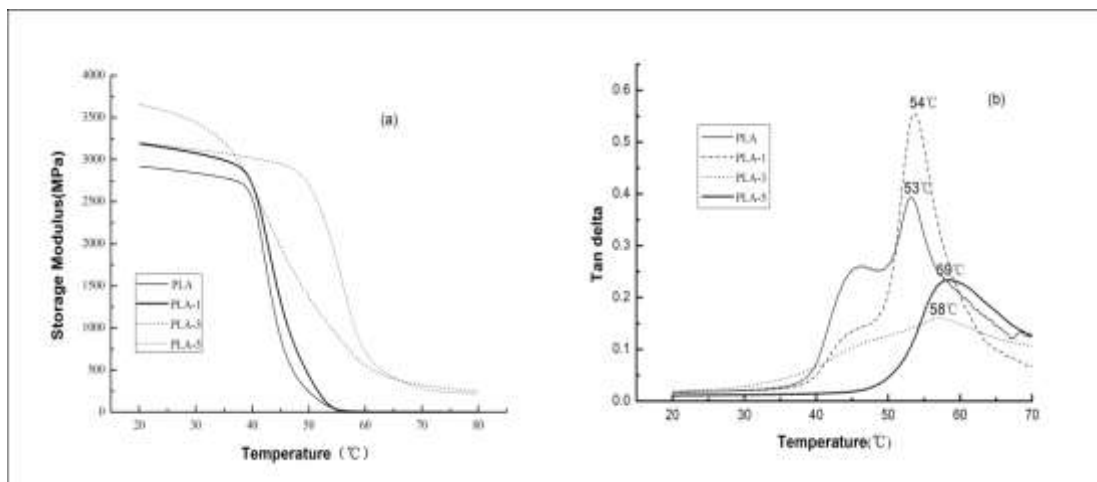 (a)
Storage Modulus(MPa)
4000
3500
3000
2500
2000
1500
1000
500
0
PLA
PLA-1
PLA-3
PLA-5
20
30
40
50
60
70
80
Temperature (℃)
(b)
Tan delta
0.6
0.5
0.4
0.3
0.2
0.1
0.0
PLA
PLA-1
PLA-3
PLA-5
54℃
53℃
59℃
58℃
20
30
40
50
60
70
Temperature(℃)